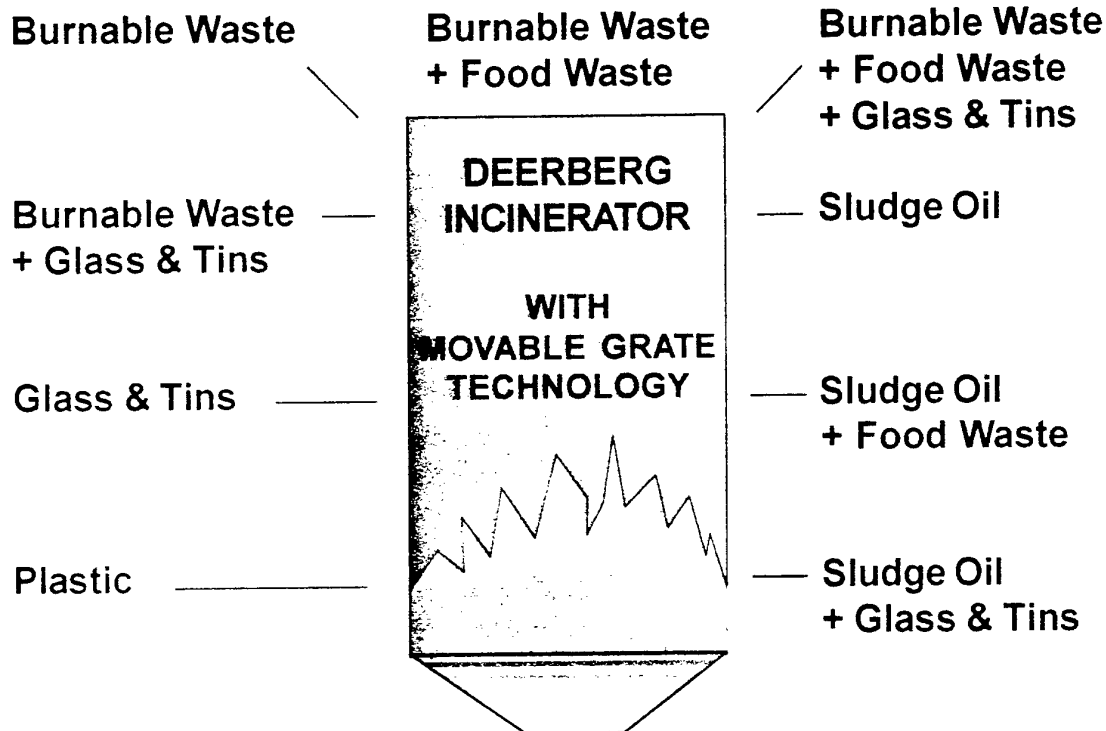 Burnable Waste
Burnable Waste
+ Food Waste
Burnable Waste
+ Food Waste
+ Glass & Tins
DEERBERG
INCINERATOR
WITH
MOVABLE GRATE
TECHNOLOGY
Burnable Waste
+ Glass & Tins
Glass & Tins
Plastic
Sludge Oil
Sludge Oil
+ Food Waste
Sludge Oil
+ Glass & Tins